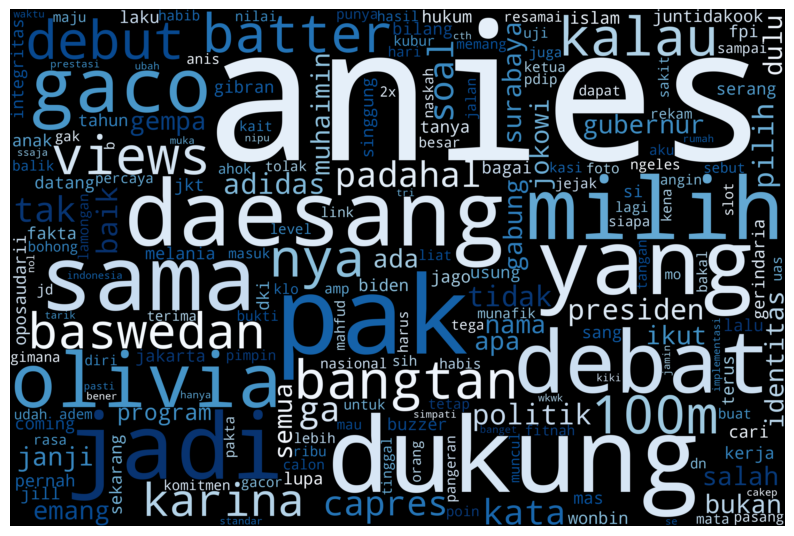 waktu maju laku habib nilai punya hasil hukum resamai islam juntidakook
debut batter bilang kubur cth memang uji fpi
integritas prestasi ubah anis anies hari juga ketua sampai kalau dulu
gaco gibran 2x soal naskah pdip sakit dapat serang
tahun gempa kait muhaimin singgung tanya jalan surabaya gubernur rekam
anak gak nipu ahok tolak besar jokowi aku rumah pilih
ssaja b muka views padahal bagai kasi foto ngeles sebut
balik datang percaya jkt adidas tri gabung jejak si angin slot
tak baik daesang link lagi kena milih
fakta lamongan level siapa
bohong melania masuk nya ada liat usung tangan mo bakal gerindaria uas
oposaudarii nol indonesia sama dki klo amp biden jago yang
jd bukti pak mahfud munafik tidak presiden
tarik terima tega nama sang lalu
baswedan harus apa ikut identitas
gimana jakarta pimpin nasional sih habis debat implementasi
diri bangtan jamin terus
olivia pasti hanya semua kiki
udah adem bener untuk tetap simpati wkwk 100m buat
coming program ga mau buzzer politik banget fitnah cari
rasa pakta lebih dukung dn kerja
janji jadi ribu orang muncul
pernah jill sekarang lupa calon tinggal pangeran salah
komitmen gacor capres mas bukan cakep
emang karina poin kata wonbin mata pasang
standar se